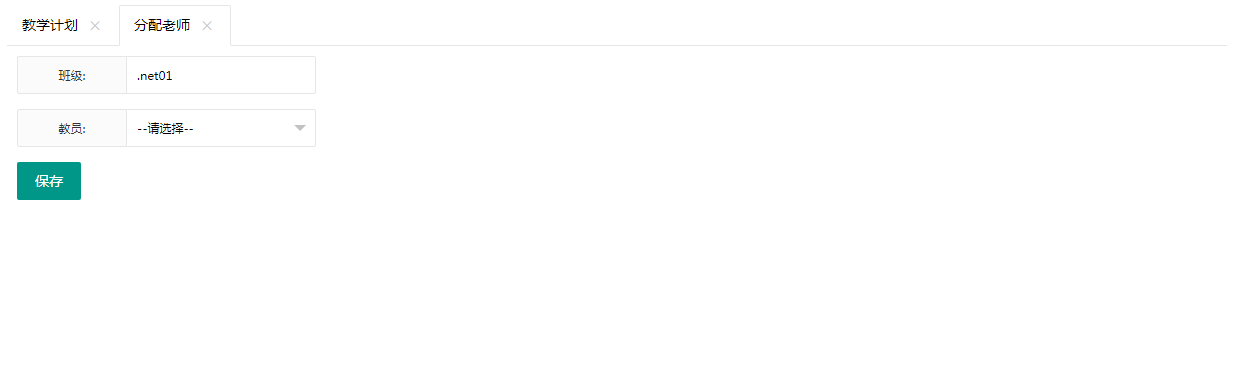 教学计划
分配老师
班级:
.net01
教员:
--请选择--
保存